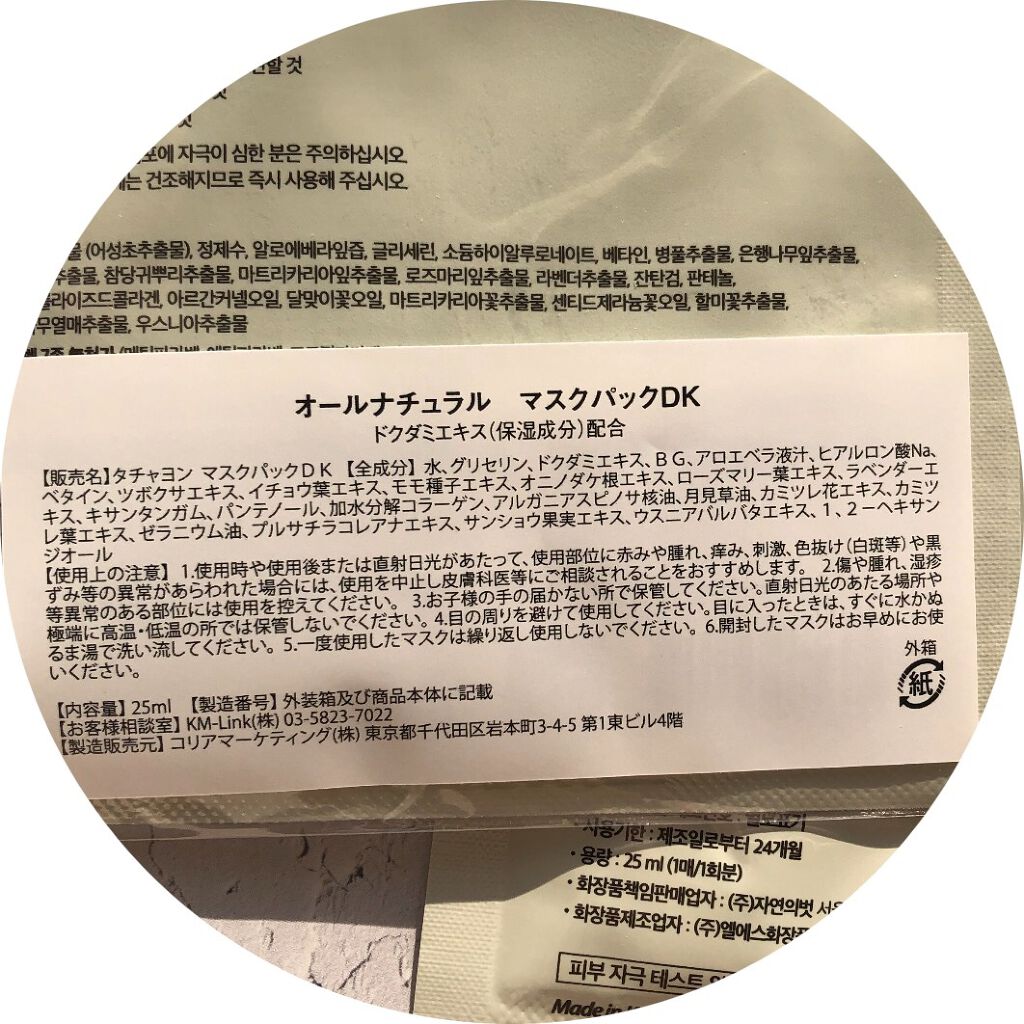 것
에 자극이 심한 분은 주의하십시오.
는 건조해지므로 즉시 사용해 주십시오.
(어성초추출물), 정제수, 알로에베라잎즙, 글리세린, 소듐하이알루로네이트, 베타인, 병풀추출물, 은행나무잎추출물,
추출물, 참당귀뿌리추출물, 마트리카리아잎추출물, 로즈마리잎추출물, 라벤더추출물, 잔탄검, 판테놀,
라이즈드콜라겐, 아르간커넬오일, 달맞이꽃오일, 마트리카리아꽃추출물, 센티드제라늄꽃오일, 할미꽃추출물,
무열매추출물, 우스니아추출물
オールナチュラル マスクパックDK
ドクダミエキス(保湿成分)配合
【販売名】タチャヨン マスクパックＤＫ 【全成分】 水、グリセリン、ドクダミエキス、ＢＧ、アロエベラ液汁、ヒアルロン酸Na、
ベタイン、ツボクサエキス、イチョウ葉エキス、モモ種子エキス、オニノダケ根エキス、ローズマリー葉エキス、ラベンダーエ
キス、キサンタンガム、パンテノール、加水分解コラーゲン、アルガニアスピノサ核油、月見草油、カミツレ花エキス、カミツ
レ葉エキス、ゼラニウム油、プルサチラコレアナエキス、サンショウ果実エキス、ウスニアバルバタエキス、１、２－ヘキサン
ジオール
【使用上の注意】 1.使用時や使用後または直射日光があたって、使用部位に赤みや腫れ、痒み、刺激、色抜け(白斑等)や黒
ずみ等の異常があらわれた場合には、使用を中止し皮膚科医等にご相談されることをおすすめします。 2.傷や腫れ、湿疹
等異常のある部位には使用を控えてください。 3.お子様の手の届かない所で保管してください。直射日光のあたる場所や
極端に高温・低温の所では保管しないでください。 4.目の周りを避けて使用してください。目に入ったときは、すぐに水かぬ
るま湯で洗い流してください。 5.一度使用したマスクは繰り返し使用しないでください。 6.開封したマスクはお早めにお使
いください。
外箱
紙
【内容量】 25ml 【製造番号】 外装箱及び商品本体に記載
【お客様相談室】 KM-Link(株) 03-5823-7022
【製造販売元】 コリアマーケティング(株) 東京都千代田区岩本町3-4-5 第1東ビル4階
・사용기한 : 제조일로부터 24개월
・용량 : 25 ml (1매/1회분)
・화장품책임판매업자 : (주)자연의벗
・화장품제조업자 : (주)엘에스화장품
피부 자극 테스트
Made in